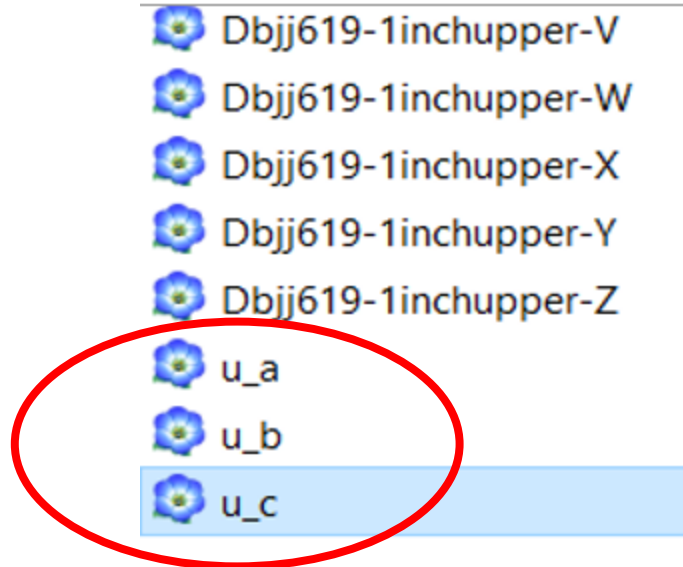 Dbjj619-1inchupper-V
Dbjj619-1inchupper-W
Dbjj619-1inchupper-X
Dbjj619-1inchupper-Y
Dbjj619-1inchupper-Z
u_a
u_b
u_c